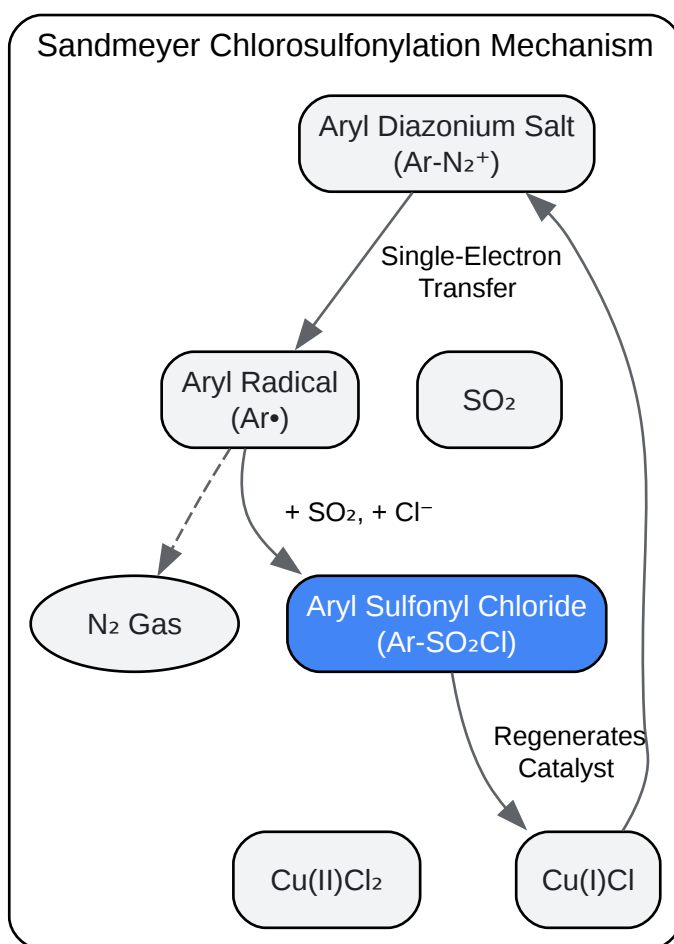 Sandmeyer Chlorosulfonylation Mechanism
Aryl Diazonium Salt
(Ar-N₂⁺)
Single-Electron
Transfer
Aryl Radical
(Ar•)
SO₂
+ SO₂, + Cl⁻
N₂ Gas
Aryl Sulfonyl Chloride
(Ar-SO₂Cl)
Regenerates
Catalyst
Cu(II)Cl₂
Cu(I)Cl